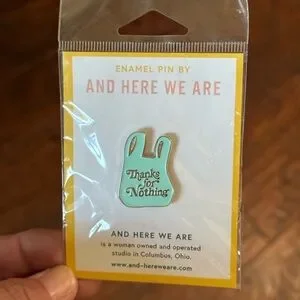 ENAMEL PIN BY
AND HERE WE ARE
Thanks
for
Nothing
AND HERE WE ARE
is a woman owned and operated
studio in Columbus, Ohio.
www.and-hereweare.com